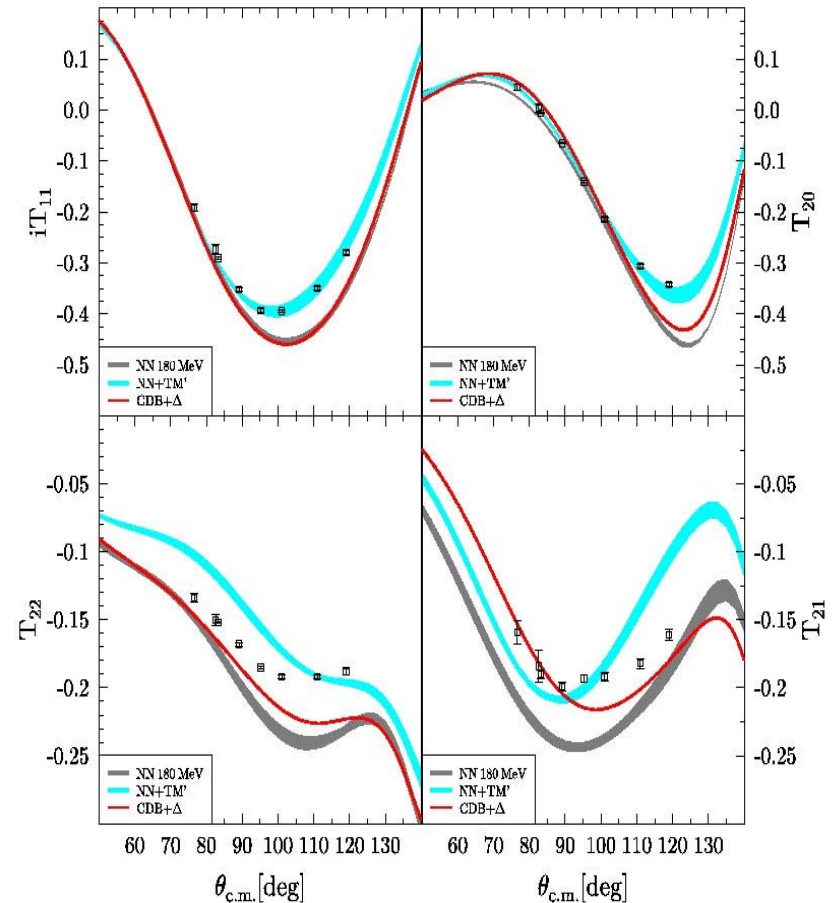 0.1
0.0
-0.1
-0.2
-0.3
-0.4
-0.5
iT11
NN 180 MeV
NN+TM'
CDB+Δ
0.1
0.0
-0.1
-0.2
-0.3
-0.4
-0.5
T20
NN 180 MeV
NN+TM'
CDB+Δ
-0.05
-0.1
-0.15
-0.2
-0.25
T22
NN 180 MeV
NN+TM'
CDB+Δ
60 70 80 90 100 110 120 130
θc.m.[deg]
-0.05
-0.1
-0.15
-0.2
-0.25
T21
NN 180 MeV
NN+TM'
CDB+Δ
60 70 80 90 100 110 120 130
θc.m.[deg]